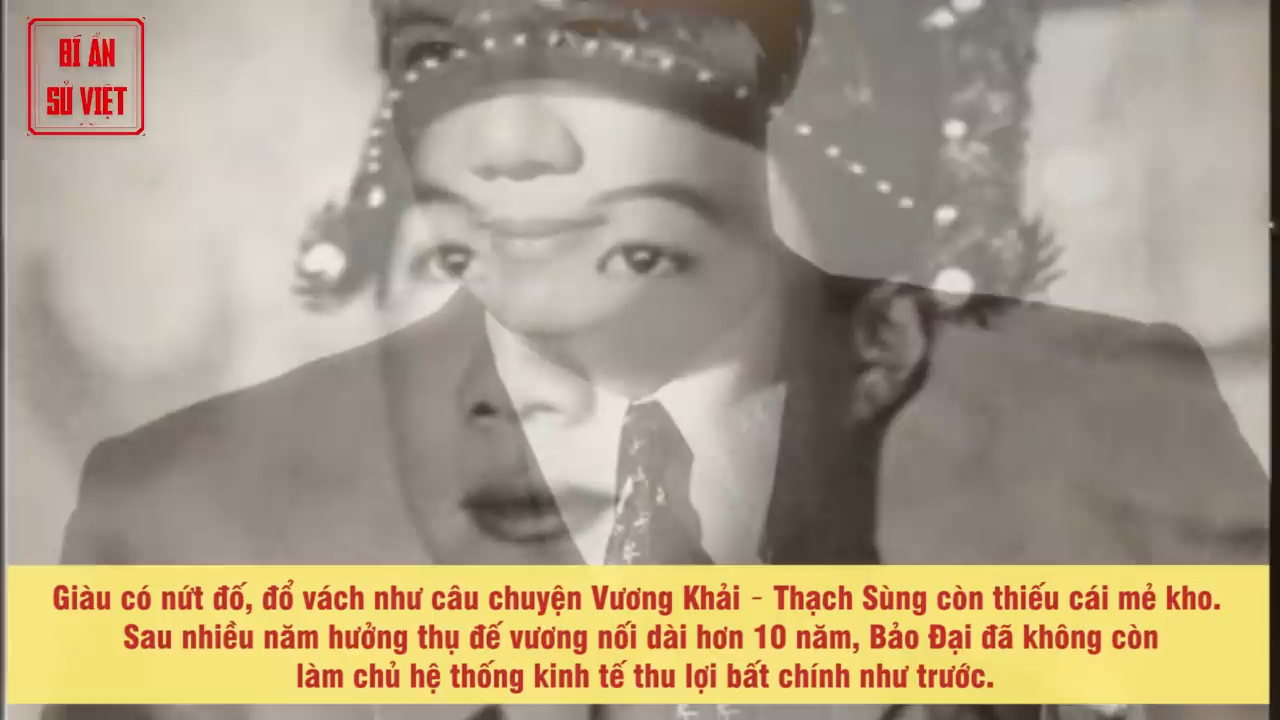 BÍ ẨN
SỬ VIỆT
Giàu có nứt đố, đổ vách như câu chuyện Vương Khải - Thạch Sùng còn thiếu cái mẻ kho.
Sau nhiều năm hưởng thụ đế vương nối dài hơn 10 năm, Bảo Đại đã không còn
làm chủ hệ thống kinh tế thu lợi bất chính như trước.